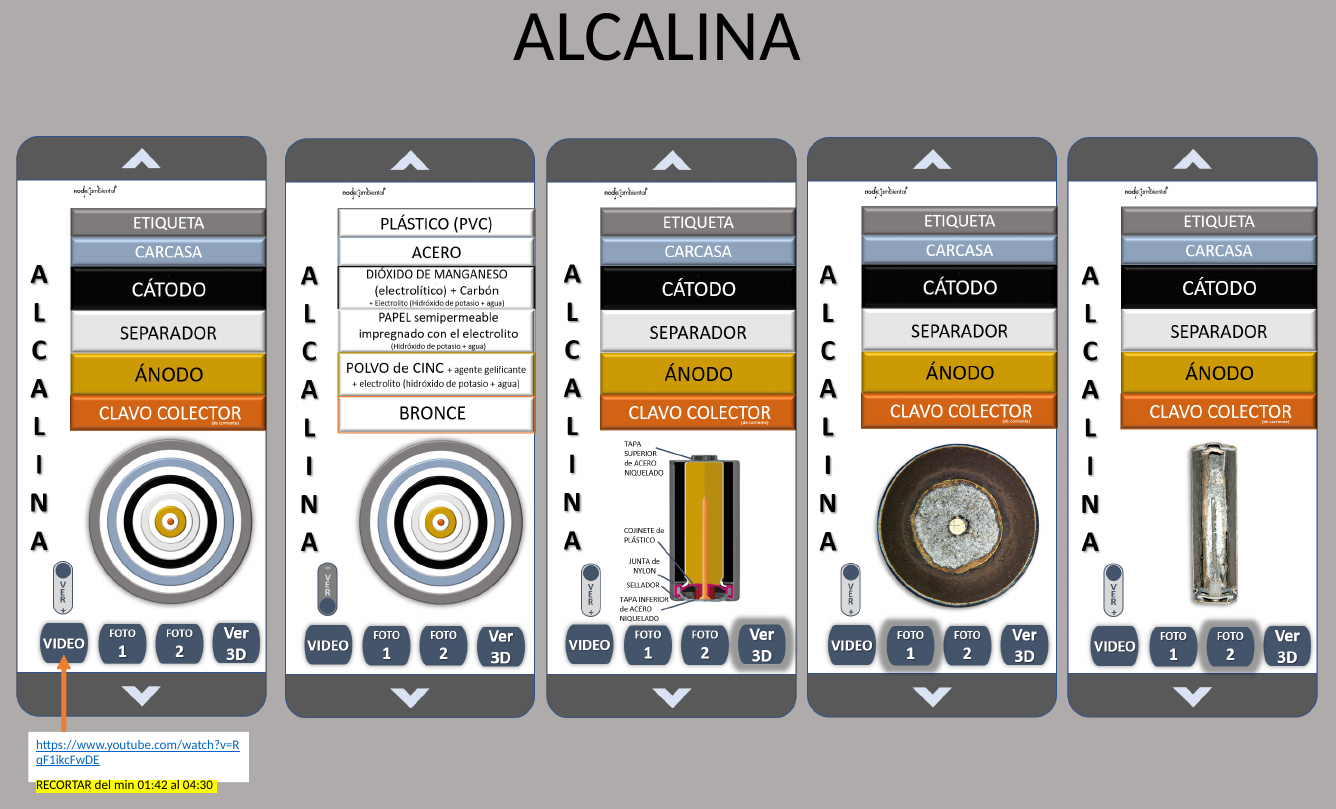 ALCALINA
nodo ambiental
ETIQUETA
CARCASA
CÁTODO
SEPARADOR
ÁNODO
CLAVO COLECTOR
(de corriente)
A
L
C
A
L
I
N
A
VER +
VIDEO
FOTO 1
FOTO 2
Ver 3D
https://www.youtube.com/watch?v=R
qF1ikcFwDE
RECORTAR del min 01:42 al 04:30
nodo ambiental
PLÁSTICO (PVC)
ACERO
DIÓXIDO DE MANGANESO
(electrolítico) + Carbón
+ Electrolito (Hidróxido de potasio + agua)
PAPEL semipermeable
impregnado con el electrolito
(Hidróxido de potasio + agua)
POLVO de CINC + agente gelificante
+ electrolito (hidróxido de potasio + agua)
BRONCE
A
L
C
A
L
I
N
A
– VER
VIDEO
FOTO 1
FOTO 2
Ver 3D
nodo ambiental
ETIQUETA
CARCASA
CÁTODO
SEPARADOR
ÁNODO
CLAVO COLECTOR
(de corriente)
A
L
C
A
L
I
N
A
TAPA
SUPERIOR
de ACERO
NIQUELADO
COJINETE de
PLÁSTICO
JUNTA de
NYLON
SELLADOR
TAPA INFERIOR
de ACERO
NIQUELADO
VER +
VIDEO
FOTO 1
FOTO 2
Ver 3D
nodo ambiental
ETIQUETA
CARCASA
CÁTODO
SEPARADOR
ÁNODO
CLAVO COLECTOR
(de corriente)
A
L
C
A
L
I
N
A
VER +
VIDEO
FOTO 1
FOTO 2
Ver 3D
nodo ambiental
ETIQUETA
CARCASA
CÁTODO
SEPARADOR
ÁNODO
CLAVO COLECTOR
(de corriente)
A
L
C
A
L
I
N
A
VER +
VIDEO
FOTO 1
FOTO 2
Ver 3D